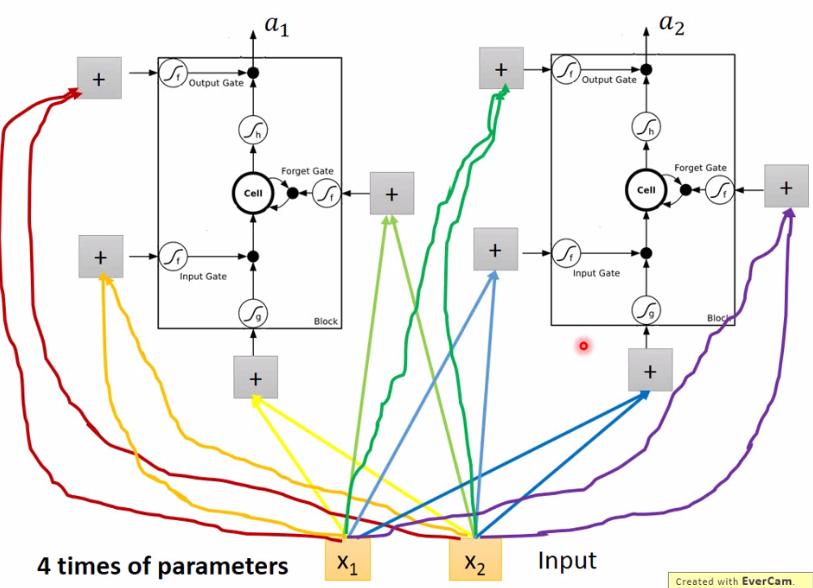 a₁
a₂
+
∫f
Output Gate
+
∫f
Output Gate
∫h
∫h
Forget Gate
Forget Gate
Cell
∫f
+
Cell
∫f
+
+
∫f
Input Gate
+
∫f
Input Gate
∫g
Block
∫g
Block
+
+
4 times of parameters
x₁
x₂
Input
Created with EverCam.